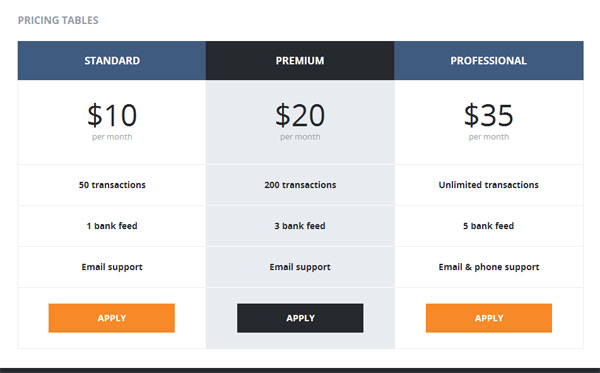 PRICING TABLES
STANDARD PREMIUM PROFESSIONAL
$10 $20 $35
per month per month per month
50 transactions 200 transactions Unlimited transactions
1 bank feed 3 bank feed 5 bank feed
Email support Email support Email & phone support
APPLY APPLY APPLY